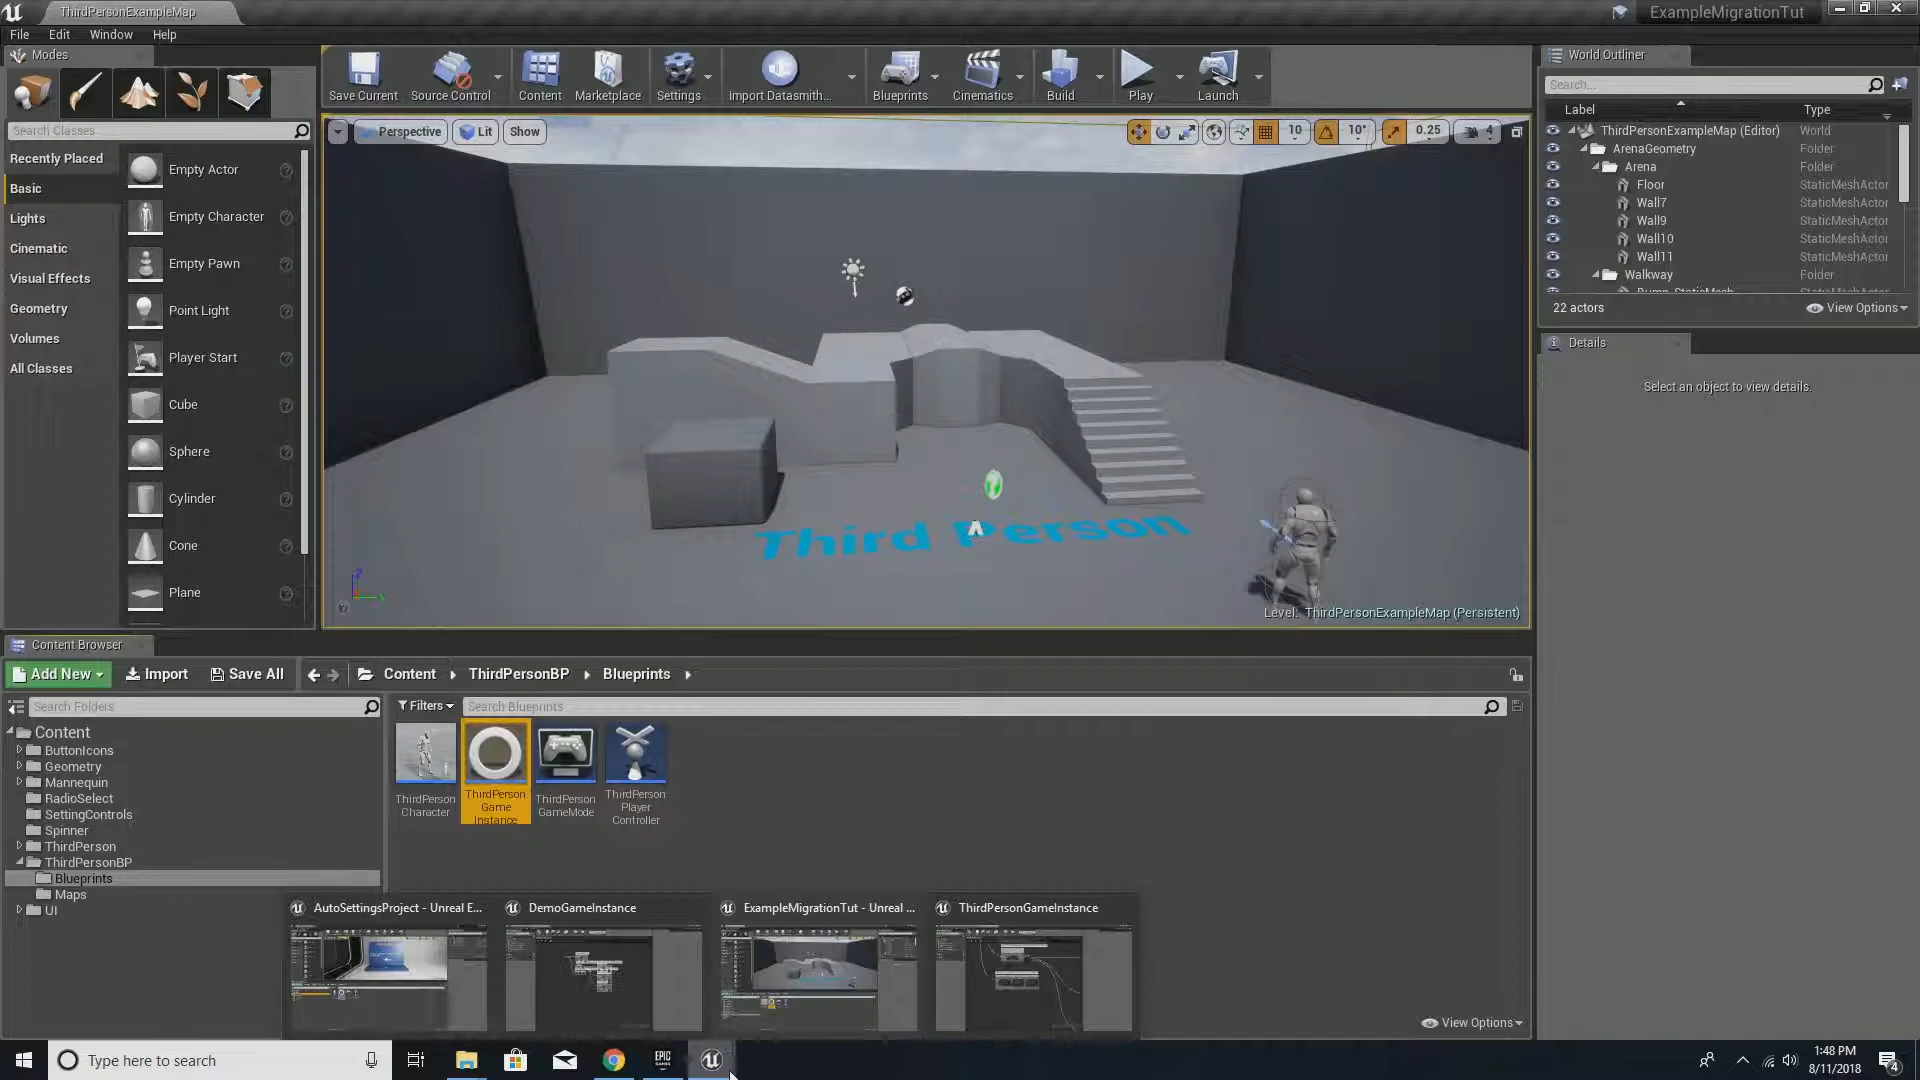 ThirdPersonExampleMap
ExampleMigrationTut
File Edit Window Help
Modes
Save Current
Source Control
Content
Marketplace
Settings
Import Datasmith...
Blueprints
Cinematics
Build
Play
Launch
World Outliner
Search...
Label
Type
Search Classes
Recently Placed
Basic
Lights
Cinematic
Visual Effects
Geometry
Volumes
All Classes
Empty Actor
Empty Character
Empty Pawn
Point Light
Player Start
Cube
Sphere
Cylinder
Cone
Plane
Perspective
Lit
Show
10
10°
0.25
4
Third Person
Level: ThirdPersonExampleMap (Persistent)
ThirdPersonExampleMap (Editor) World
ArenaGeometry Folder
Arena Folder
Floor StaticMeshActor
Wall7 StaticMeshActor
Wall9 StaticMeshActor
Wall10 StaticMeshActor
Wall11 StaticMeshActor
Walkway Folder
Bump_StaticMesh
22 actors
View Options
Details
Select an object to view details.
Content Browser
Add New
Import
Save All
Content
ThirdPersonBP
Blueprints
Search Folders
Filters
Search Blueprints
Content
ButtonIcons
Geometry
Mannequin
RadioSelect
SettingControls
Spinner
ThirdPerson
ThirdPersonBP
Blueprints
Maps
UI
ThirdPerson
Character
ThirdPerson
Game
Instance
ThirdPerson
GameMode
ThirdPerson
Player
Controller
AutoSettingsProject - Unreal E...
DemoGameInstance
ExampleMigrationTut - Unreal ...
ThirdPersonGameInstance
View Options
Type here to search
EPIC
GAMES
1:48 PM
8/11/2018
4